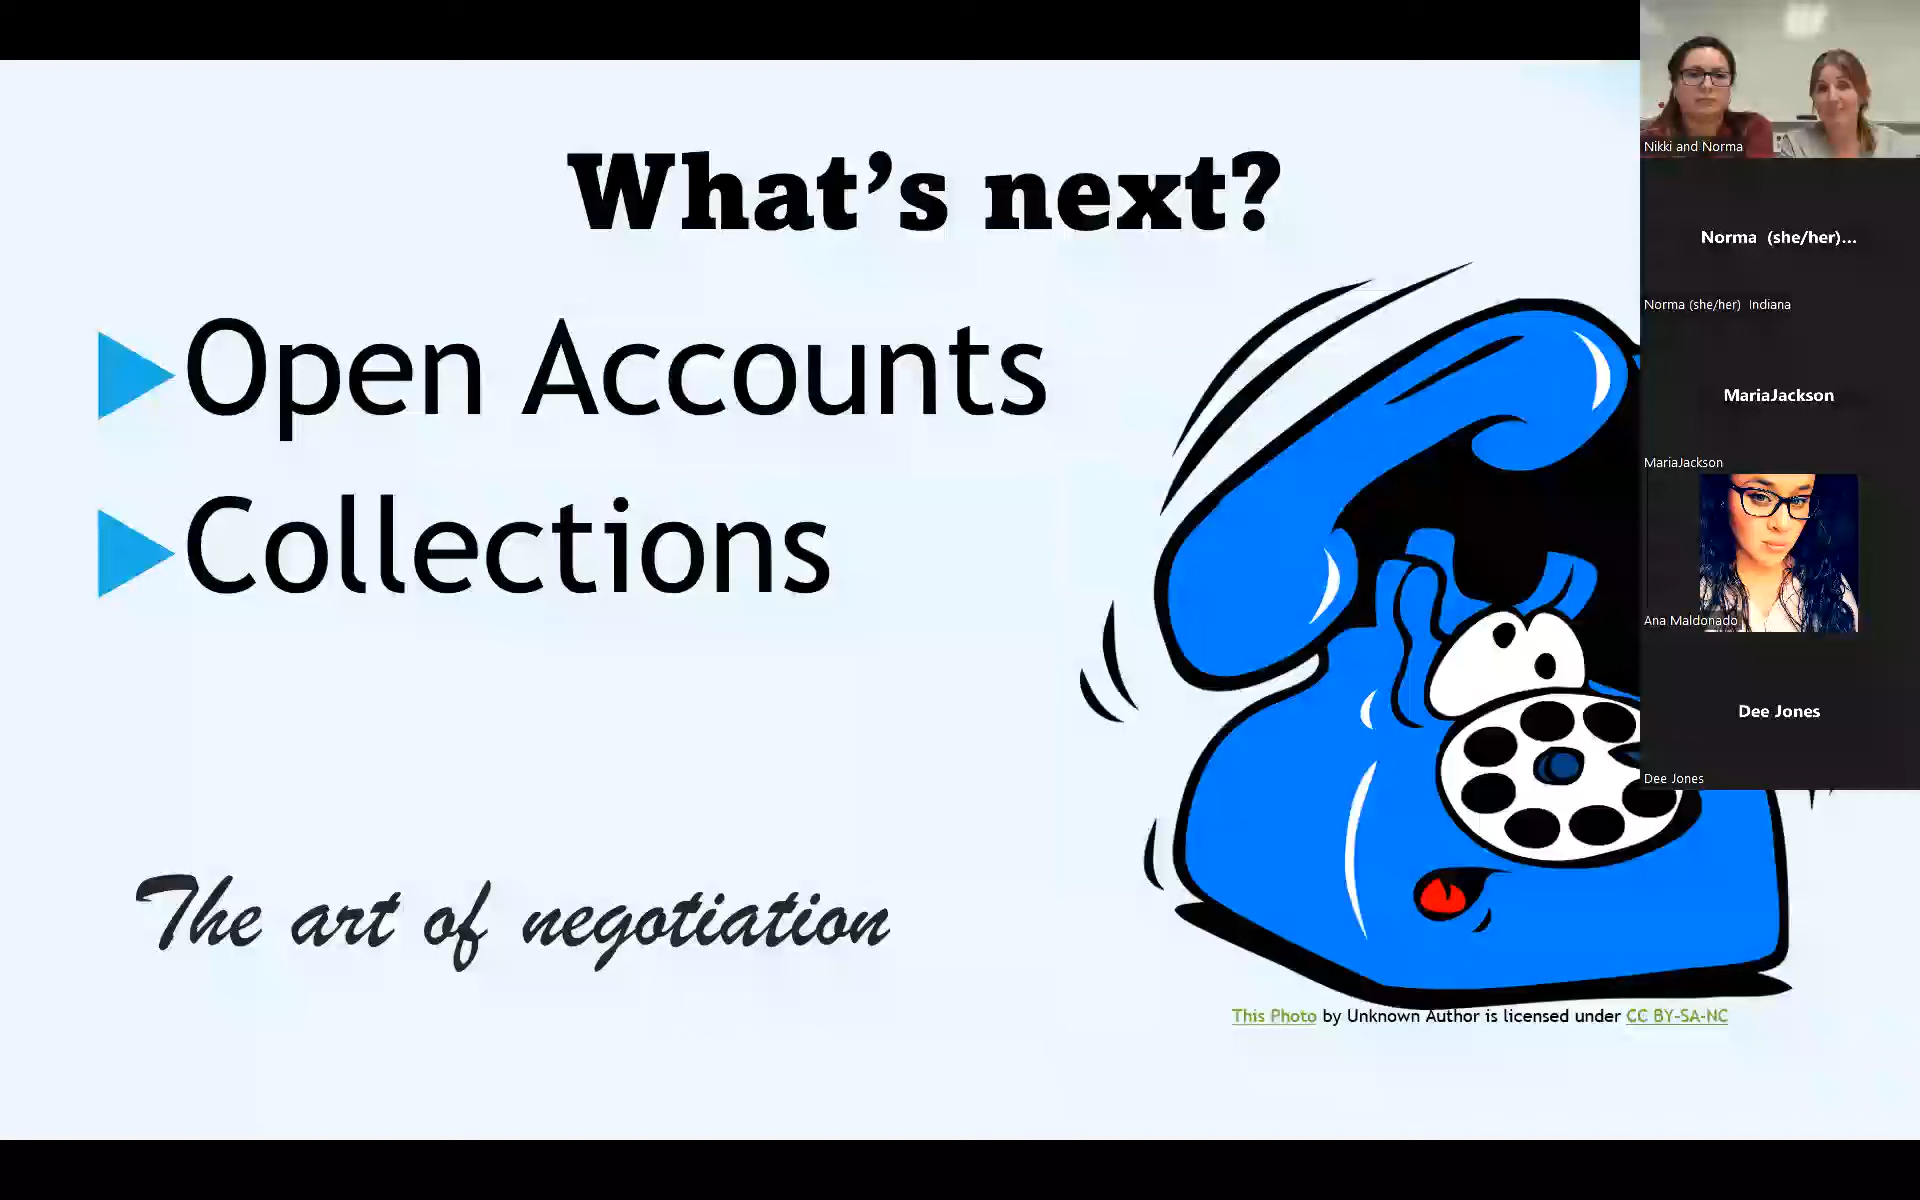 What's next?
Open Accounts
Collections
The art of negotiation
This Photo by Unknown Author is licensed under CC BY-SA-NC
Nikki and Norma
Norma (she/her)...
Norma (she/her) Indiana
MariaJackson
MariaJackson
Ana Maldonado
Dee Jones
Dee Jones